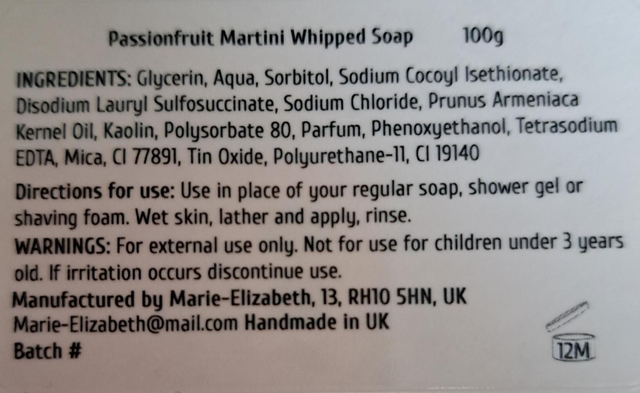 Passionfruit Martini Whipped Soap 100g
INGREDIENTS: Glycerin, Aqua, Sorbitol, Sodium Cocoyl Isethionate,
Disodium Lauryl Sulfosuccinate, Sodium Chloride, Prunus Armeniaca
Kernel Oil, Kaolin, Polysorbate 80, Parfum, Phenoxyethanol, Tetrasodium
EDTA, Mica, CI 77891, Tin Oxide, Polyurethane-11, CI 19140
Directions for use: Use in place of your regular soap, shower gel or
shaving foam. Wet skin, lather and apply, rinse.
WARNINGS: For external use only. Not for use for children under 3 years
old. If irritation occurs discontinue use.
Manufactured by Marie-Elizabeth, 13, RH10 5HN, UK
Marie-Elizabeth@mail.com Handmade in UK
Batch #
12M